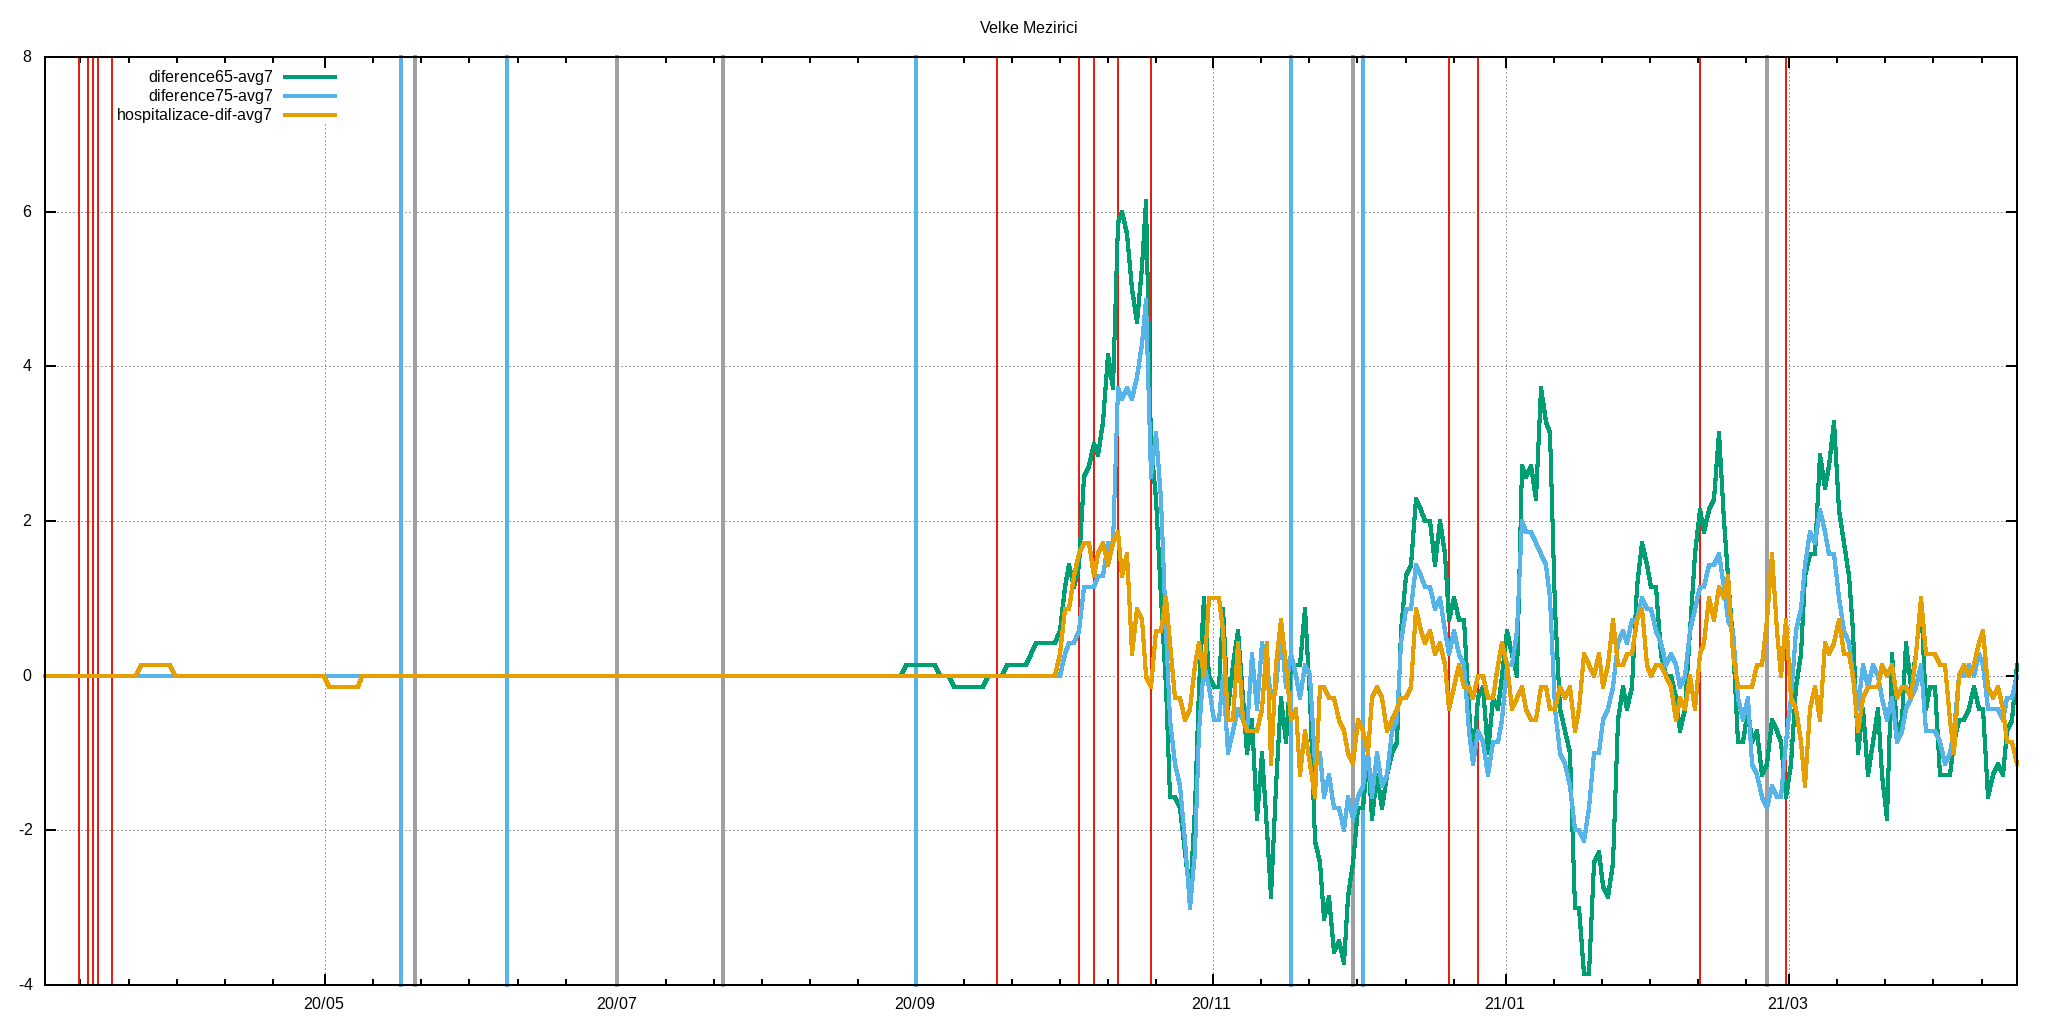 Velke Mezirici
8
diference65-avg7
diference75-avg7
hospitalizace-dif-avg7
6
4
2
0
-2
-4
20/05 20/07 20/09 20/11 21/01 21/03